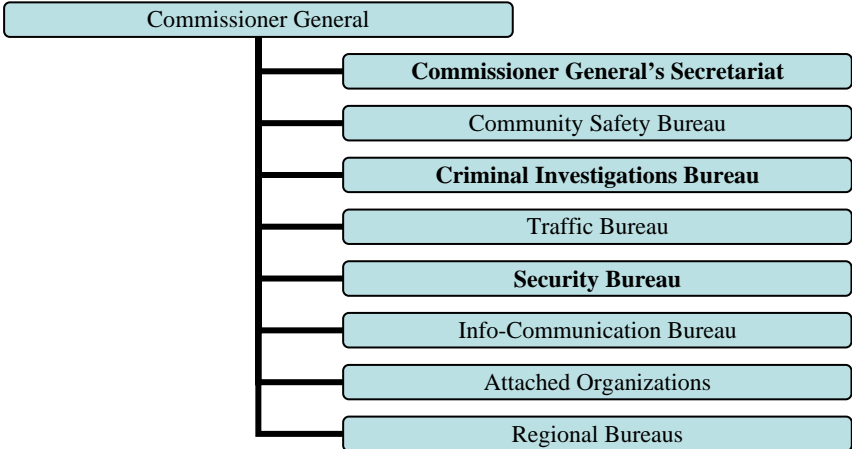 Commissioner General
Commissioner General’s Secretariat
Community Safety Bureau
Criminal Investigations Bureau
Traffic Bureau
Security Bureau
Info-Communication Bureau
Attached Organizations
Regional Bureaus